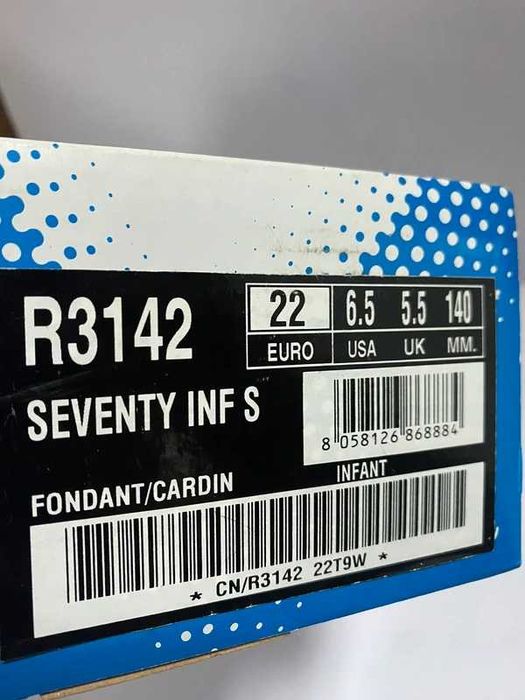 R3142
22 6.5 5.5 140
EURO USA UK MM.
SEVENTY INF S
8 058126 868884
FONDANT/CARDIN INFANT
* CN/R3142 22T9W *